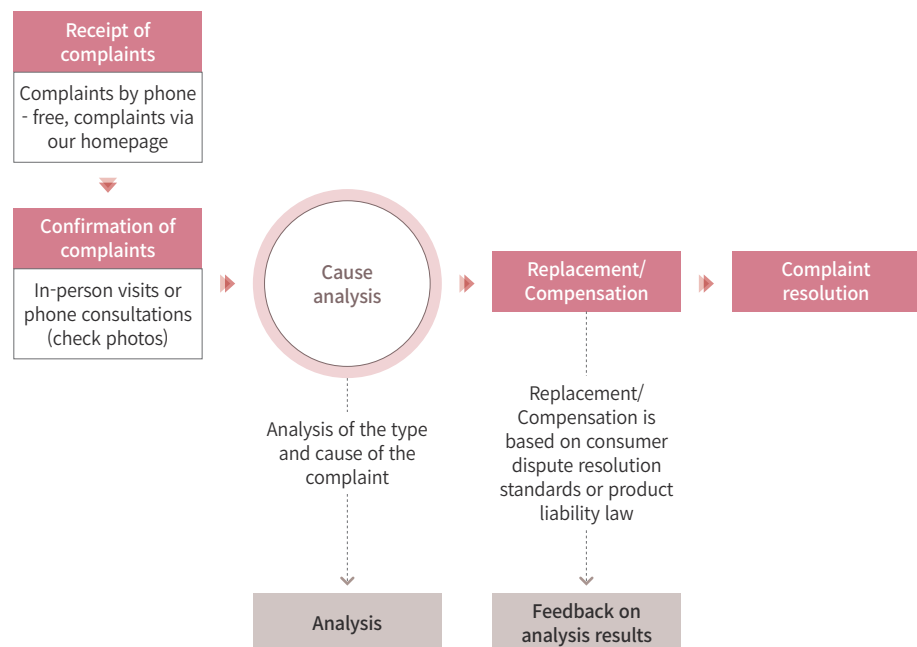 Receipt of
complaints
Complaints by phone
- free, complaints via
our homepage
Confirmation of
complaints
In-person visits or
phone consultations
(check photos)
Cause
analysis
Analysis of the type
and cause of the
complaint
Analysis
Replacement/
Compensation
Replacement/
Compensation is
based on consumer
dispute resolution
standards or product
liability law
Feedback on
analysis results
Complaint
resolution